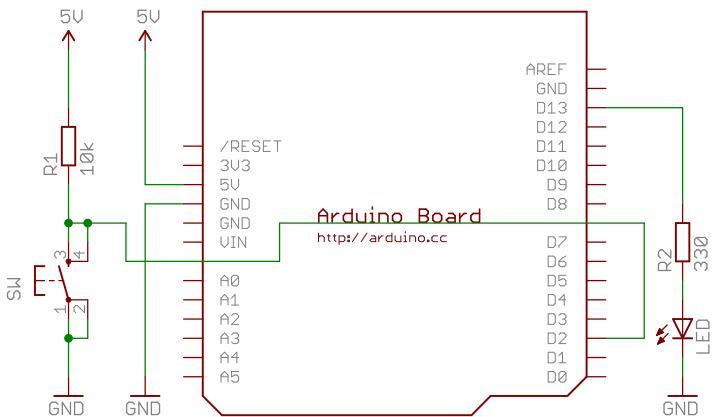 5V
5V
R1
10k
3
4
SW
1
2
GND
GND
/RESET
3V3
5V
GND
GND
VIN
A0
A1
A2
A3
A4
A5
Arduino Board
http://arduino.cc
AREF
GND
D13
D12
D11
D10
D9
D8
D7
D6
D5
D4
D3
D2
D1
D0
R2
330
LED
GND